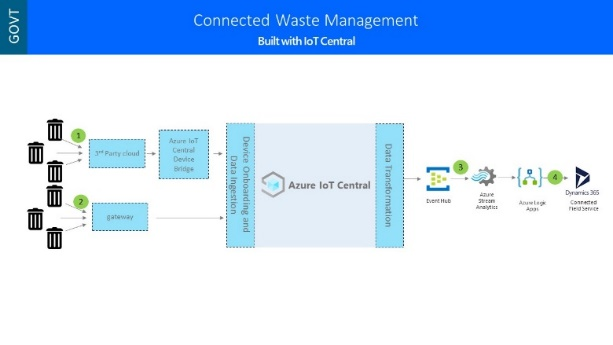 GOVT
Connected Waste Management
Built with IoT Central
1
3rd Party cloud
Azure IoT
Central
Device
Bridge
2
gateway
Device Onboarding and
Data Ingestion
Azure IoT Central
Data Transformation
Event Hub
3
Azure
Stream
Analytics
Azure Logic
Apps
4
Dynamics 365
Connected
Field Service